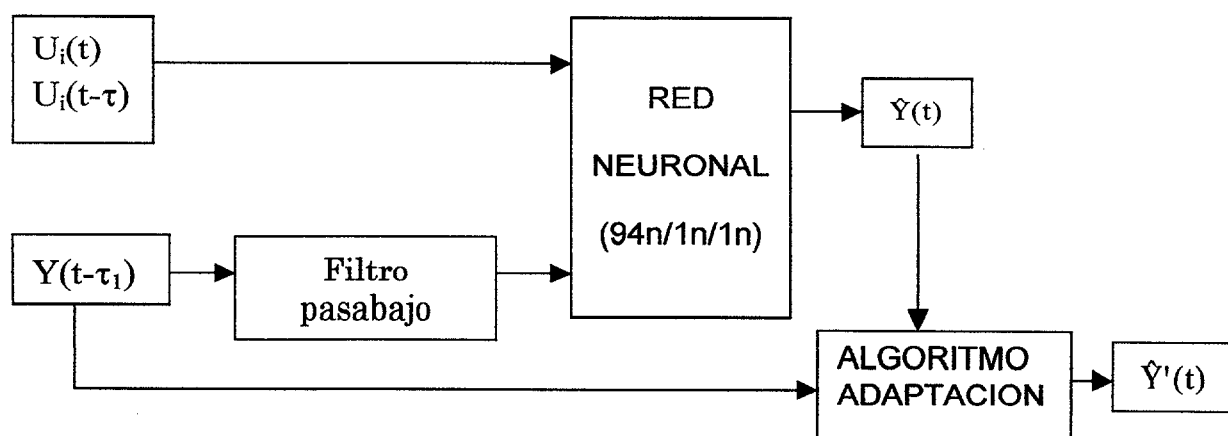 Uᵢ(t)
Uᵢ(t-τ)
RED
NEURONAL
(94n/1n/1n)
Ŷ(t)
Y(t-τ₁)
Filtro
pasabajo
ALGORITMO
ADAPTACION
Ŷ'(t)